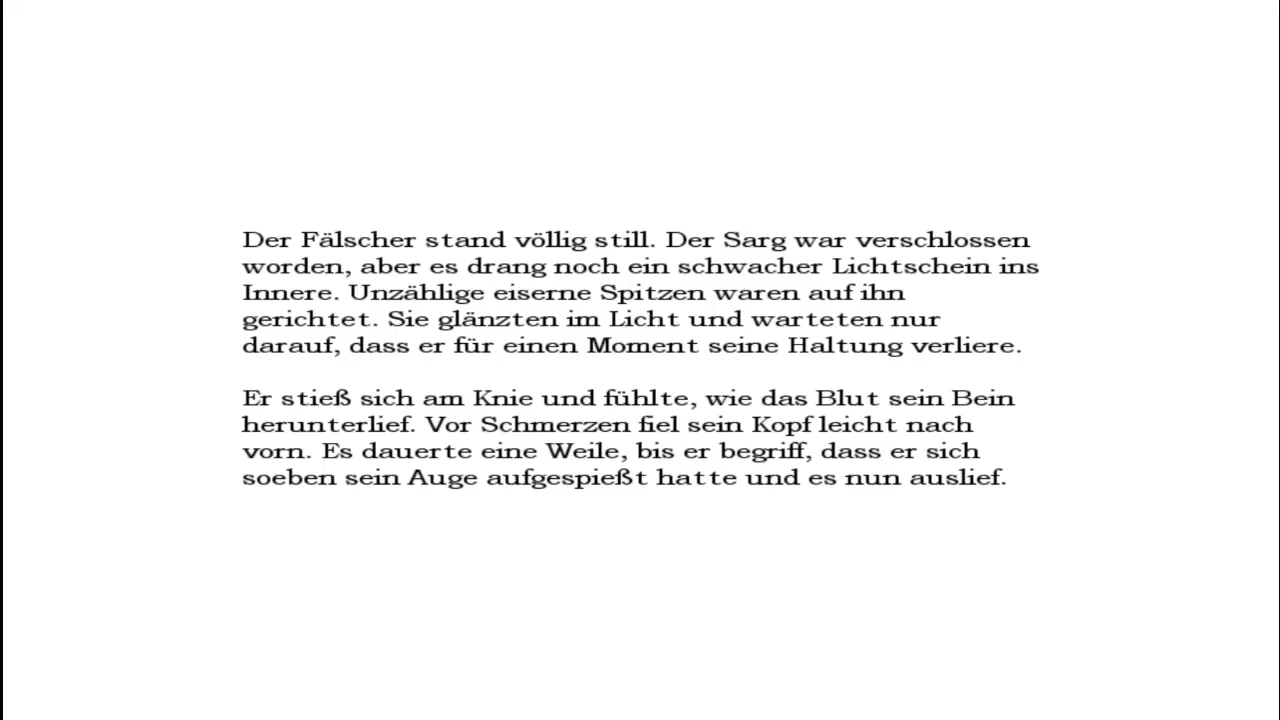 Der Fälscher stand völlig still. Der Sarg war verschlossen
worden, aber es drang noch ein schwacher Lichtschein ins
Innere. Unzählige eiserne Spitzen waren auf ihn
gerichtet. Sie glänzten im Licht und warteten nur
darauf, dass er für einen Moment seine Haltung verliere.
Er stieß sich am Knie und fühlte, wie das Blut sein Bein
herunterlief. Vor Schmerzen fiel sein Kopf leicht nach
vorn. Es dauerte eine Weile, bis er begriff, dass er sich
soeben sein Auge aufgespießt hatte und es nun auslief.